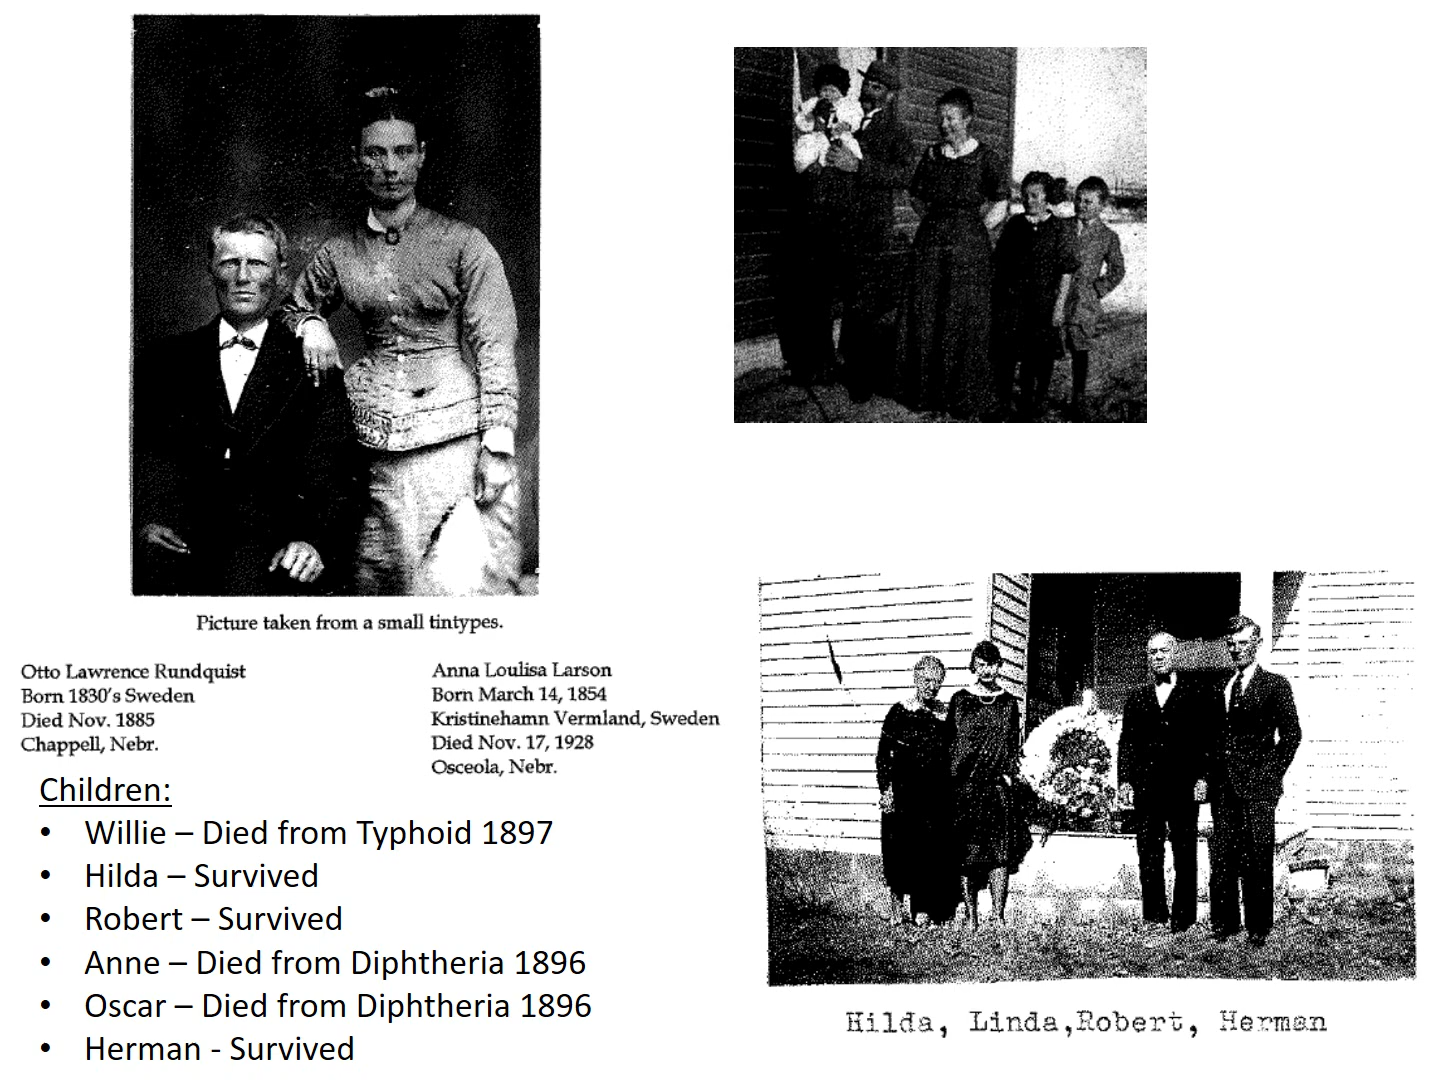 Picture taken from a small tintypes.
Otto Lawrence Rundquist
Born 1830's Sweden
Died Nov. 1885
Chappell, Nebr.
Anna Loulisa Larson
Born March 14, 1854
Kristinehamn Vermland, Sweden
Died Nov. 17, 1928
Osceola, Nebr.
Children:
• Willie – Died from Typhoid 1897
• Hilda – Survived
• Robert – Survived
• Anne – Died from Diphtheria 1896
• Oscar – Died from Diphtheria 1896
• Herman - Survived
Hilda, Linda,Robert, Herman